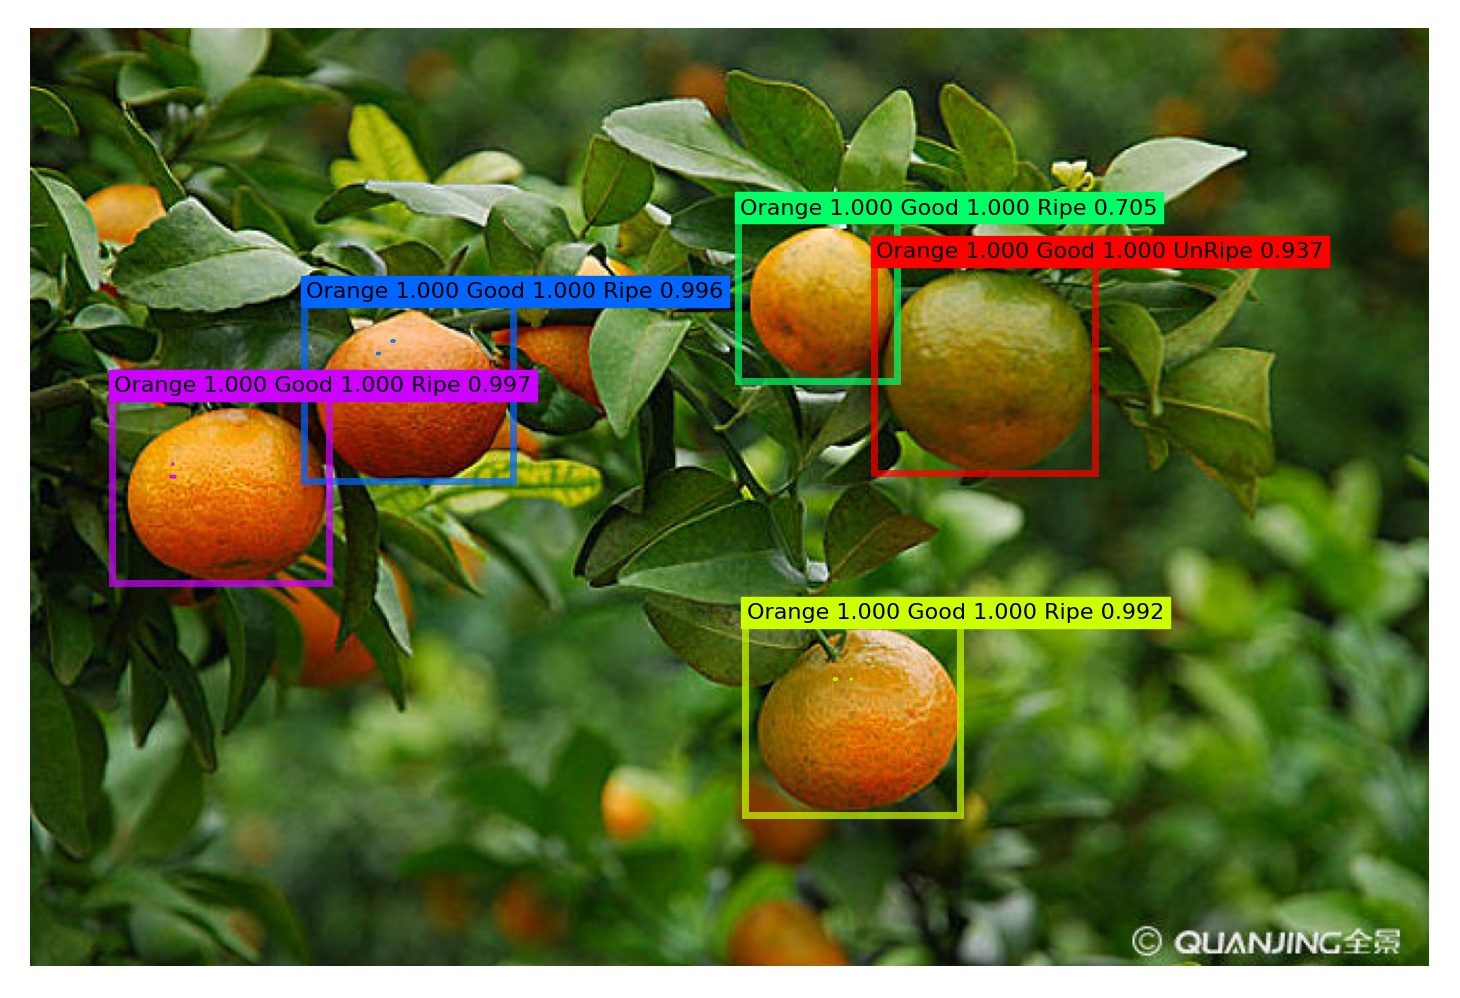 Orange 1.000 Good 1.000 Ripe 0.705
Orange 1.000 Good 1.000 UnRipe 0.937
Orange 1.000 Good 1.000 Ripe 0.996
Orange 1.000 Good 1.000 Ripe 0.997
Orange 1.000 Good 1.000 Ripe 0.992
© QUANJING全景